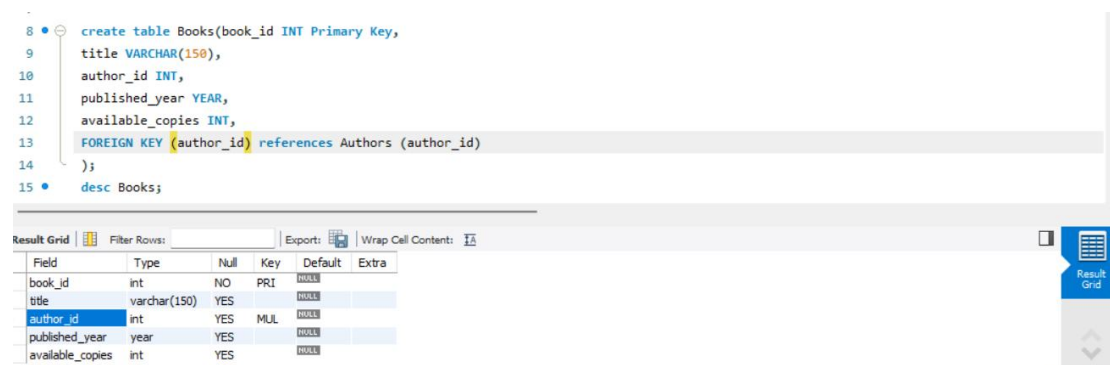 8 create table Books(book_id INT Primary Key,
9 title VARCHAR(150),
10 author_id INT,
11 published_year YEAR,
12 available_copies INT,
13 FOREIGN KEY (author_id) references Authors (author_id)
14 );
15 desc Books;
Result Grid Filter Rows: Export: Wrap Cell Content: IA
Field Type Null Key Default Extra
book_id int NO PRI NULL
title varchar(150) YES NULL
author_id int YES MUL NULL
published_year year YES NULL
available_copies int YES NULL
Result
Grid